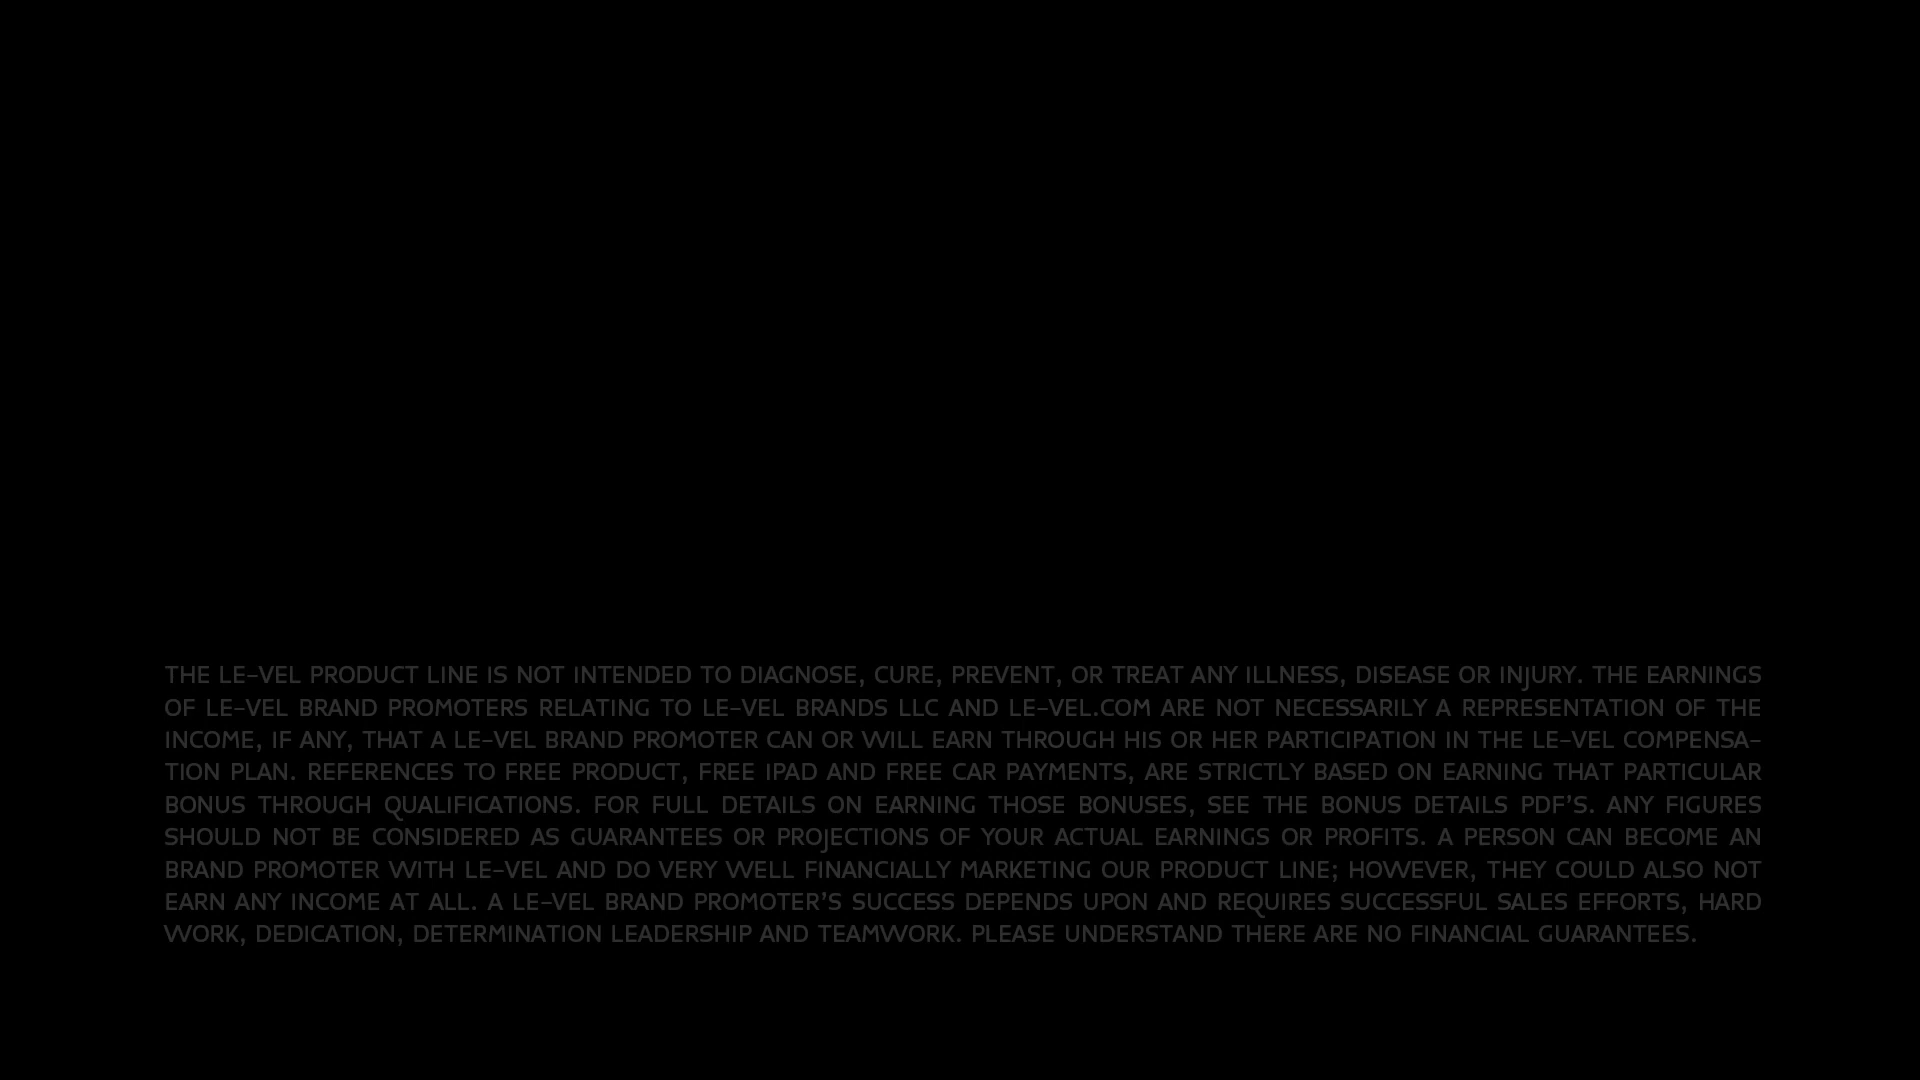 THE LE-VEL PRODUCT LINE IS NOT INTENDED TO DIAGNOSE, CURE, PREVENT, OR TREAT ANY ILLNESS, DISEASE OR INJURY. THE EARNINGS
OF LE-VEL BRAND PROMOTERS RELATING TO LE-VEL BRANDS LLC AND LE-VEL.COM ARE NOT NECESSARILY A REPRESENTATION OF THE
INCOME, IF ANY, THAT A LE-VEL BRAND PROMOTER CAN OR WILL EARN THROUGH HIS OR HER PARTICIPATION IN THE LE-VEL COMPENSA-
TION PLAN. REFERENCES TO FREE PRODUCT, FREE IPAD AND FREE CAR PAYMENTS, ARE STRICTLY BASED ON EARNING THAT PARTICULAR
BONUS THROUGH QUALIFICATIONS. FOR FULL DETAILS ON EARNING THOSE BONUSES, SEE THE BONUS DETAILS PDF'S. ANY FIGURES
SHOULD NOT BE CONSIDERED AS GUARANTEES OR PROJECTIONS OF YOUR ACTUAL EARNINGS OR PROFITS. A PERSON CAN BECOME AN
BRAND PROMOTER WITH LE-VEL AND DO VERY WELL FINANCIALLY MARKETING OUR PRODUCT LINE; HOWEVER, THEY COULD ALSO NOT
EARN ANY INCOME AT ALL. A LE-VEL BRAND PROMOTER'S SUCCESS DEPENDS UPON AND REQUIRES SUCCESSFUL SALES EFFORTS, HARD
WORK, DEDICATION, DETERMINATION LEADERSHIP AND TEAMWORK. PLEASE UNDERSTAND THERE ARE NO FINANCIAL GUARANTEES.